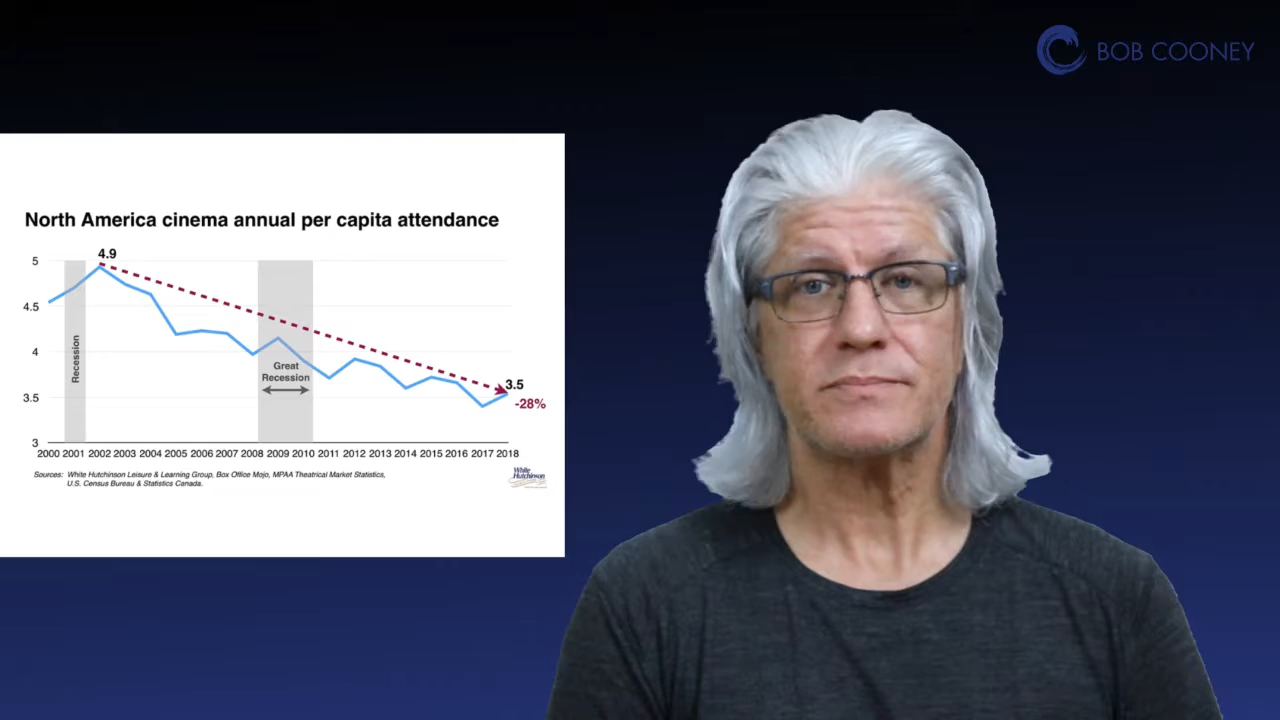 BOB COONEY
North America cinema annual per capita attendance
4.9
5
4.5
4
3.5
3
Recession
Great
Recession
3.5
-28%
2000 2001 2002 2003 2004 2005 2006 2007 2008 2009 2010 2011 2012 2013 2014 2015 2016 2017 2018
Sources: White Hutchinson Leisure & Learning Group, Box Office Mojo, MPAA Theatrical Market Statistics,
U.S. Census Bureau & Statistics Canada.
White
Hutchinson